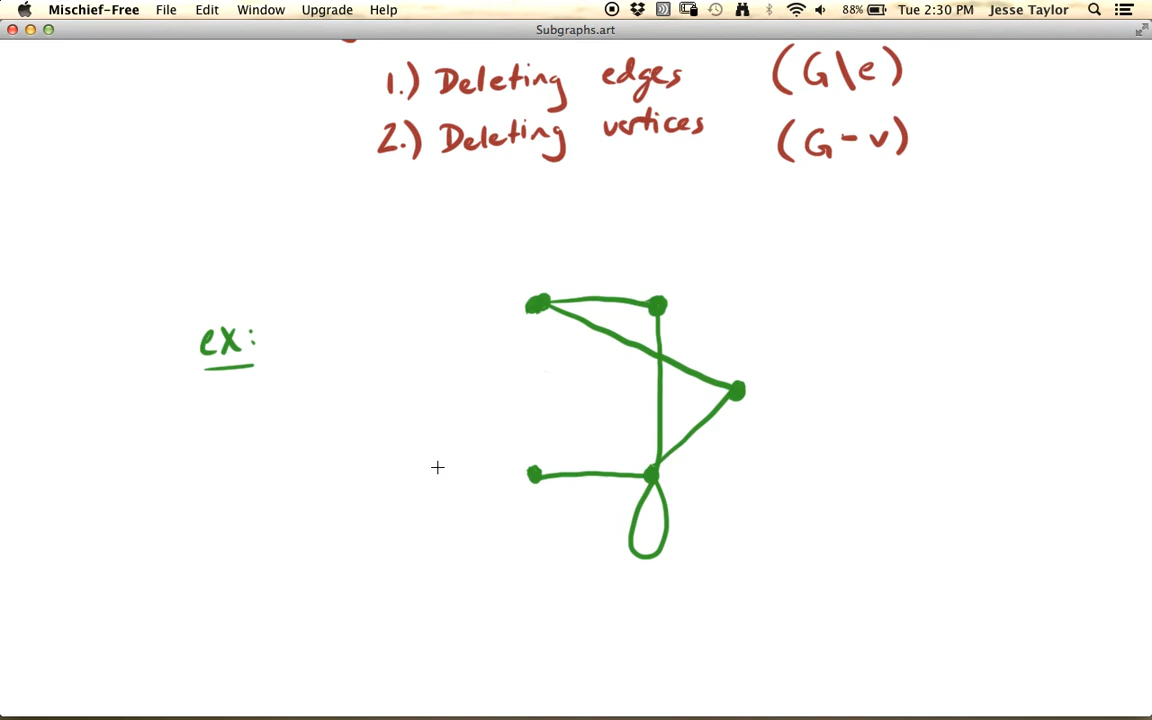 Mischief-Free File Edit Window Upgrade Help 88% Tue 2:30 PM Jesse Taylor
Subgraphs.art
1.) Deleting edges (G\e)
2.) Deleting vertices (G-v)
ex: